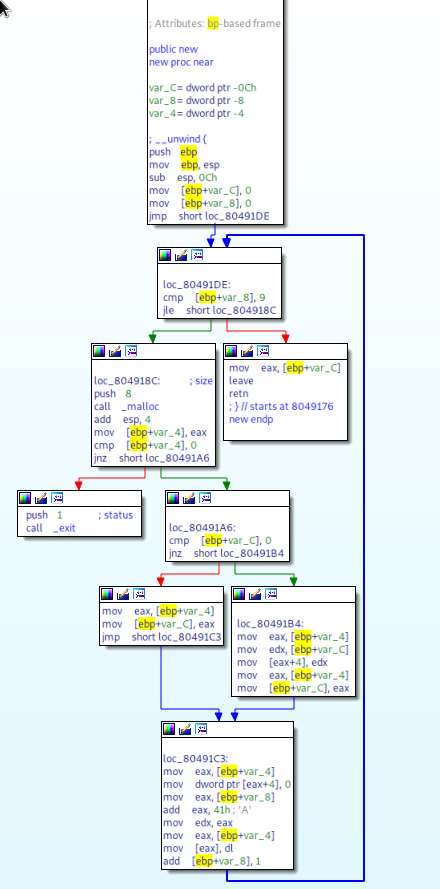 ; Attributes: bp-based frame
public new
new proc near
var_C= dword ptr -0Ch
var_8= dword ptr -8
var_4= dword ptr -4
; __unwind {
push ebp
mov ebp, esp
sub esp, 0Ch
mov [ebp+var_C], 0
mov [ebp+var_8], 0
jmp short loc_80491DE
loc_80491DE:
cmp [ebp+var_8], 9
jle short loc_804918C
loc_804918C: ; size
push 8
call _malloc
add esp, 4
mov [ebp+var_4], eax
cmp [ebp+var_4], 0
jnz short loc_80491A6
mov eax, [ebp+var_C]
leave
retn
; } // starts at 8049176
new endp
push 1 ; status
call _exit
loc_80491A6:
cmp [ebp+var_C], 0
jnz short loc_80491B4
mov eax, [ebp+var_4]
mov [ebp+var_C], eax
jmp short loc_80491C3
loc_80491B4:
mov eax, [ebp+var_4]
mov edx, [ebp+var_C]
mov [eax+4], edx
mov eax, [ebp+var_4]
mov [ebp+var_C], eax
loc_80491C3:
mov eax, [ebp+var_4]
mov dword ptr [eax+4], 0
mov eax, [ebp+var_8]
add eax, 41h ; 'A'
mov edx, eax
mov eax, [ebp+var_4]
mov [eax], dl
add [ebp+var_8], 1